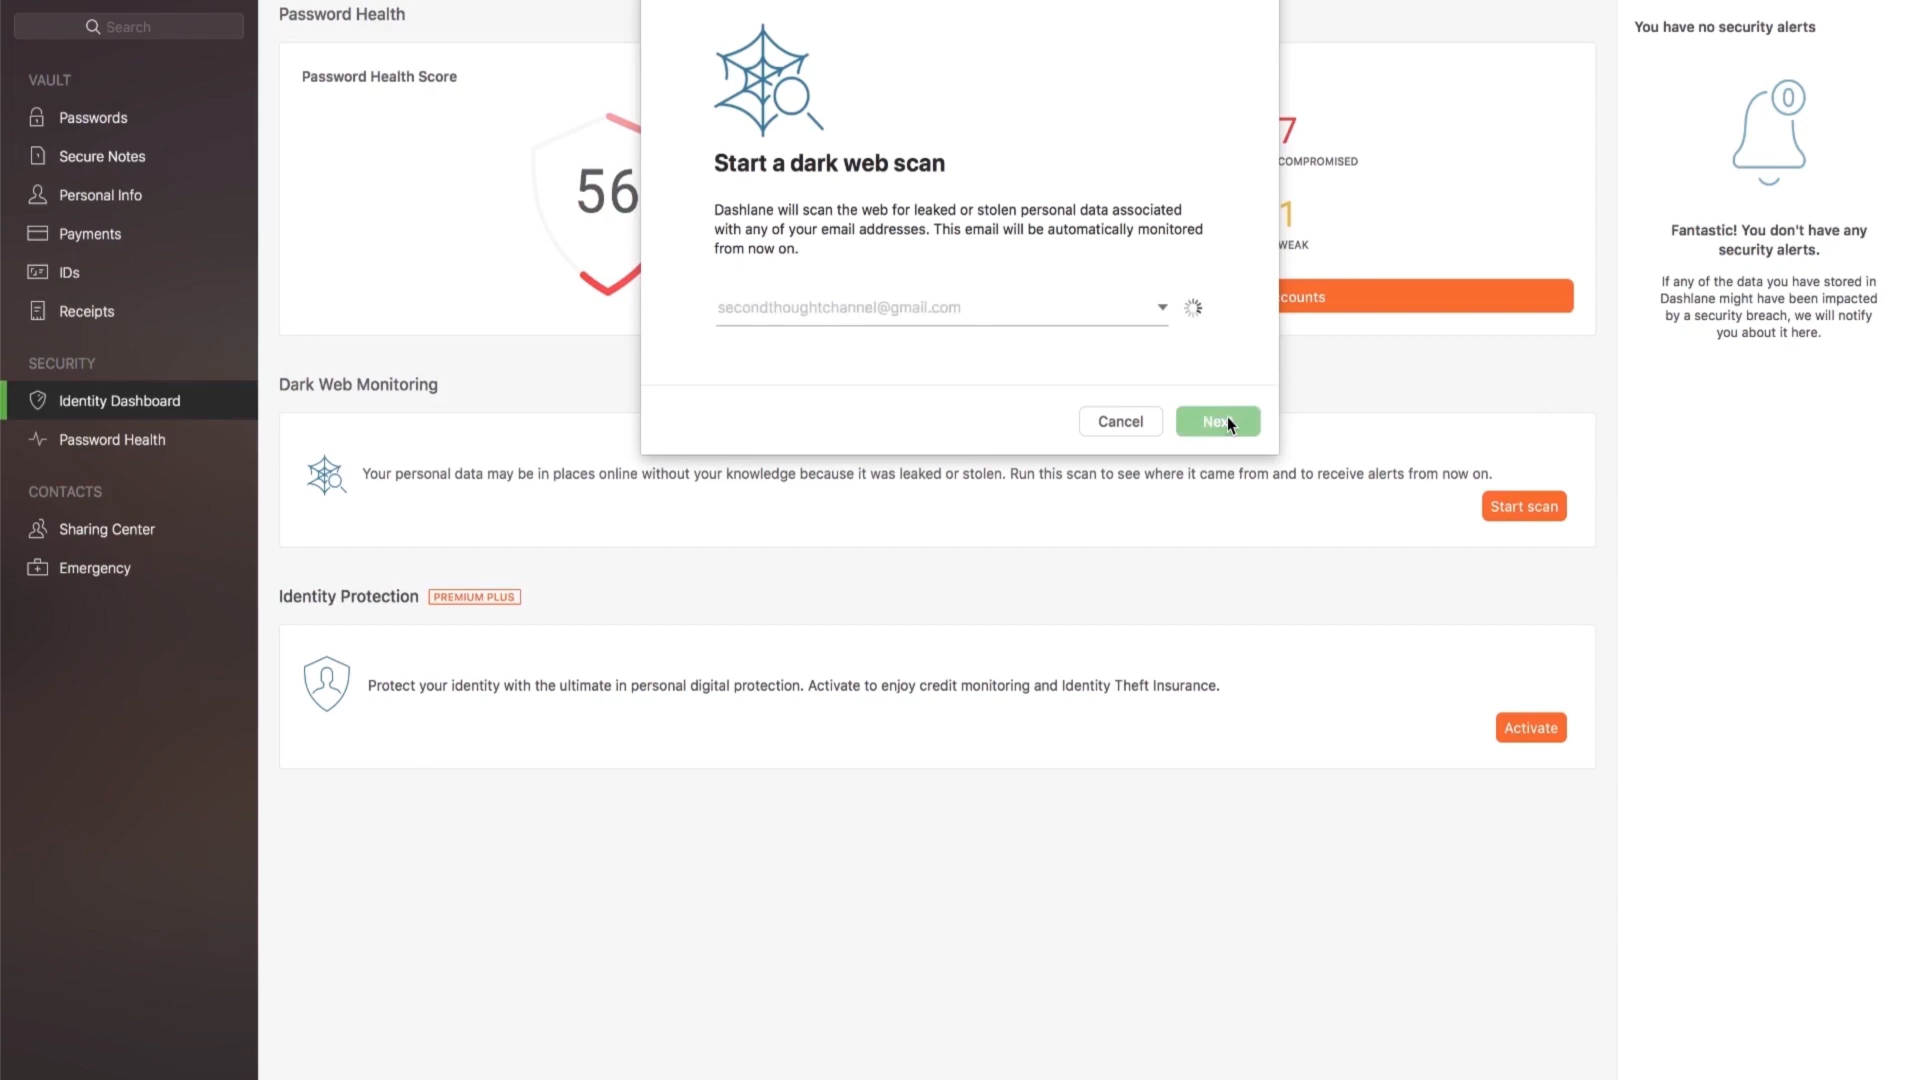 Search
VAULT
Passwords
Secure Notes
Personal Info
Payments
IDs
Receipts
SECURITY
Identity Dashboard
Password Health
CONTACTS
Sharing Center
Emergency
Password Health
Password Health Score
56
7
COMPROMISED
1
WEAK
counts
Start a dark web scan
Dashlane will scan the web for leaked or stolen personal data associated
with any of your email addresses. This email will be automatically monitored
from now on.
secondthoughtchannel@gmail.com
Cancel
Next
Dark Web Monitoring
Your personal data may be in places online without your knowledge because it was leaked or stolen. Run this scan to see where it came from and to receive alerts from now on.
Start scan
Identity Protection PREMIUM PLUS
Protect your identity with the ultimate in personal digital protection. Activate to enjoy credit monitoring and Identity Theft Insurance.
Activate
You have no security alerts
0
Fantastic! You don't have any
security alerts.
If any of the data you have stored in
Dashlane might have been impacted
by a security breach, we will notify
you about it here.